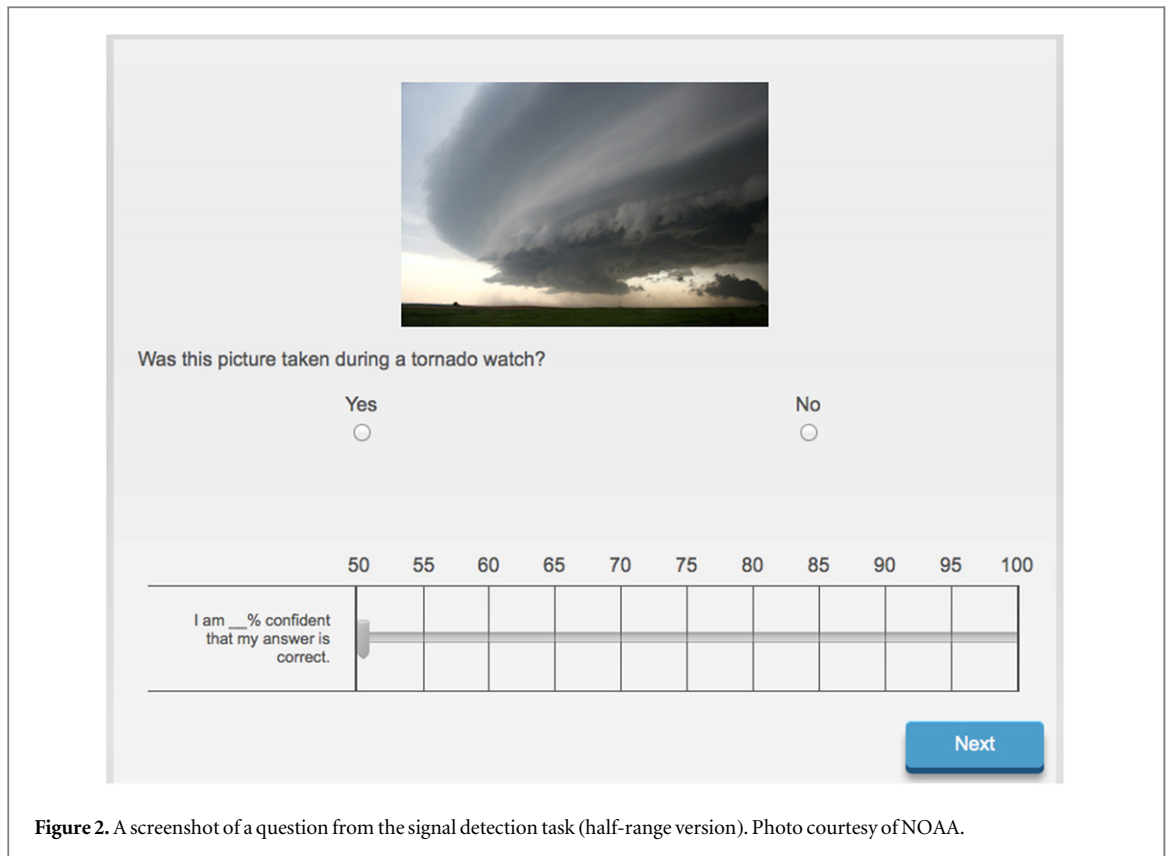 Was this picture taken during a tornado watch?
Yes No
50 55 60 65 70 75 80 85 90 95 100
I am __% confident
that my answer is
correct.
Next
Figure 2. A screenshot of a question from the signal detection task (half-range version). Photo courtesy of NOAA.